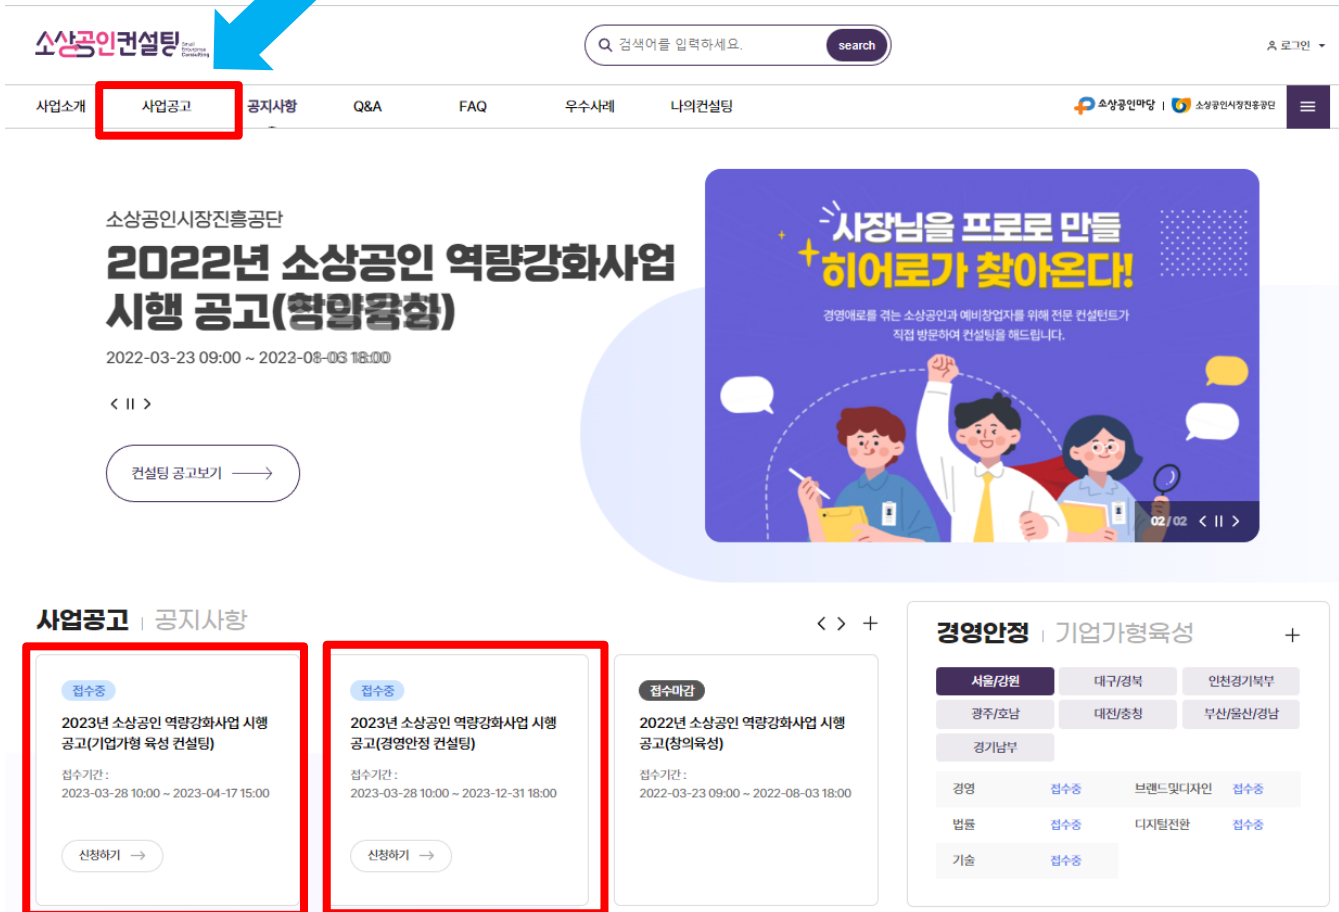 소상공인컨설팅 Small Enterprise Consulting
검색어를 입력하세요.
search
로그인
사업소개
사업공고
공지사항
Q&A
FAQ
우수사례
나의컨설팅
소상공인마당
소상공인시장진흥공단
소상공인시장진흥공단
2022년 소상공인 역량강화사업
시행 공고
2022-03-23 09:00 ~
컨설팅 공고보기
사장님을 프로로 만들
히어로가 찾아온다!
경영애로를 겪는 소상공인과 예비창업자를 위해 전문 컨설턴트가
직접 방문하여 컨설팅을 해드립니다.
02/02
사업공고
공지사항
접수중
2023년 소상공인 역량강화사업 시행
공고(기업가형 육성 컨설팅)
접수기간 :
2023-03-28 10:00 ~ 2023-04-17 15:00
신청하기
접수중
2023년 소상공인 역량강화사업 시행
공고(경영안정 컨설팅)
접수기간 :
2023-03-28 10:00 ~ 2023-12-31 18:00
신청하기
접수마감
2022년 소상공인 역량강화사업 시행
공고(창의육성)
접수기간 :
2022-03-23 09:00 ~ 2022-08-03 18:00
경영안정
기업가형육성
서울/강원
대구/경북
인천경기북부
광주/호남
대전/충청
부산/울산/경남
경기남부
경영 접수중 브랜드및디자인 접수중
법률 접수중 디지털전환 접수중
기술 접수중